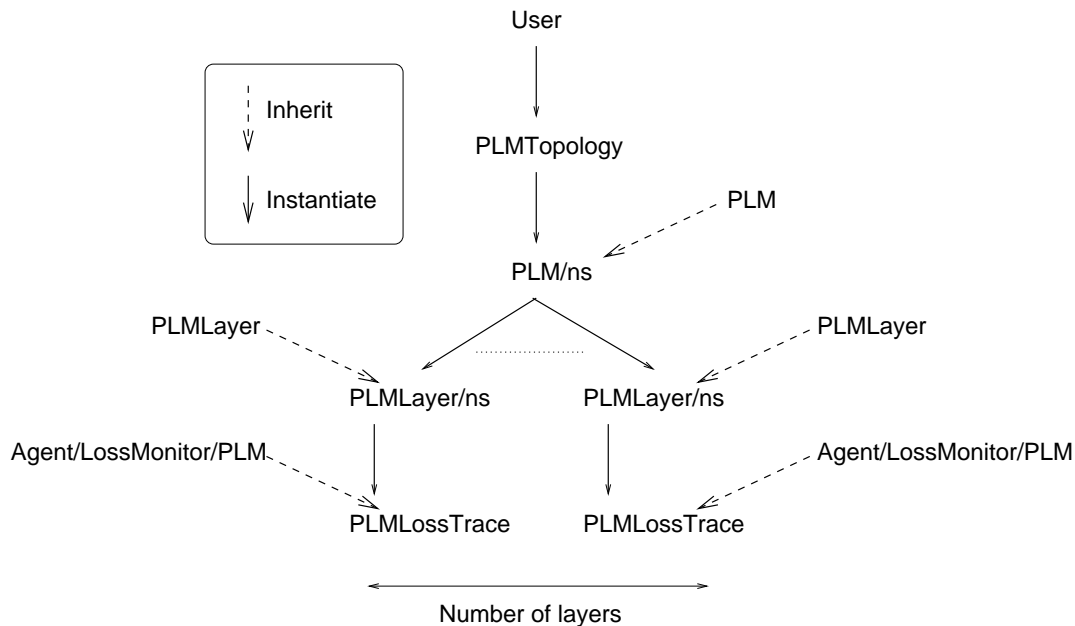 User
Inherit
PLMTopology
Instantiate
PLM
PLM/ns
PLMLayer
PLMLayer
PLMLayer/ns
PLMLayer/ns
Agent/LossMonitor/PLM
Agent/LossMonitor/PLM
PLMLossTrace
PLMLossTrace
Number of layers